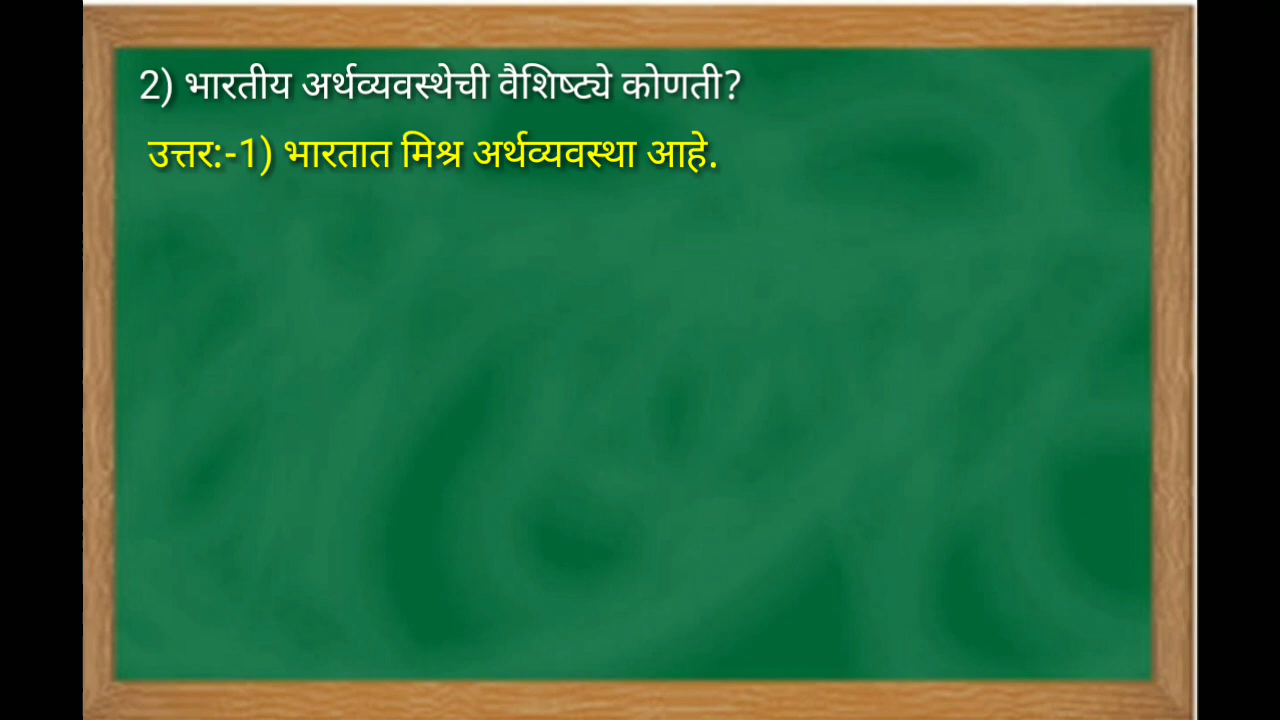 2) भारतीय अर्थव्यवस्थेची वैशिष्ट्ये कोणती?
उत्तर:-1) भारतात मिश्र अर्थव्यवस्था आहे.